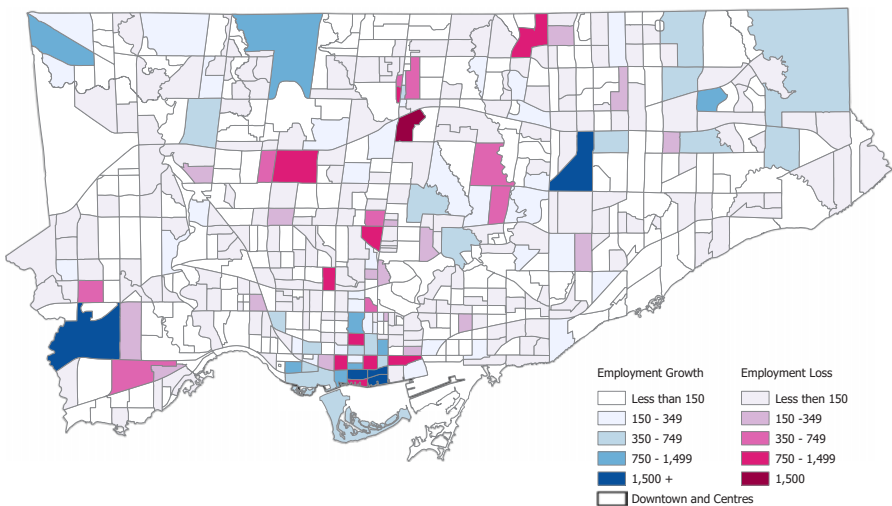 Employment Growth
Less than 150
150 - 349
350 - 749
750 - 1,499
1,500 +
Employment Loss
Less then 150
150 -349
350 - 749
750 - 1,499
1,500
Downtown and Centres